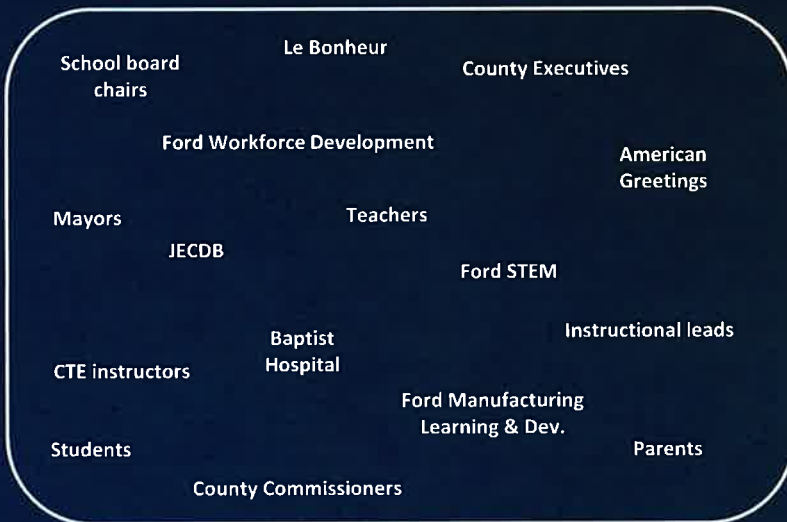 Le Bonheur
School board
chairs
County Executives
Ford Workforce Development
American
Greetings
Mayors
Teachers
JECDB
Ford STEM
Instructional leads
Baptist
Hospital
CTE instructors
Ford Manufacturing
Learning & Dev.
Students
Parents
County Commissioners